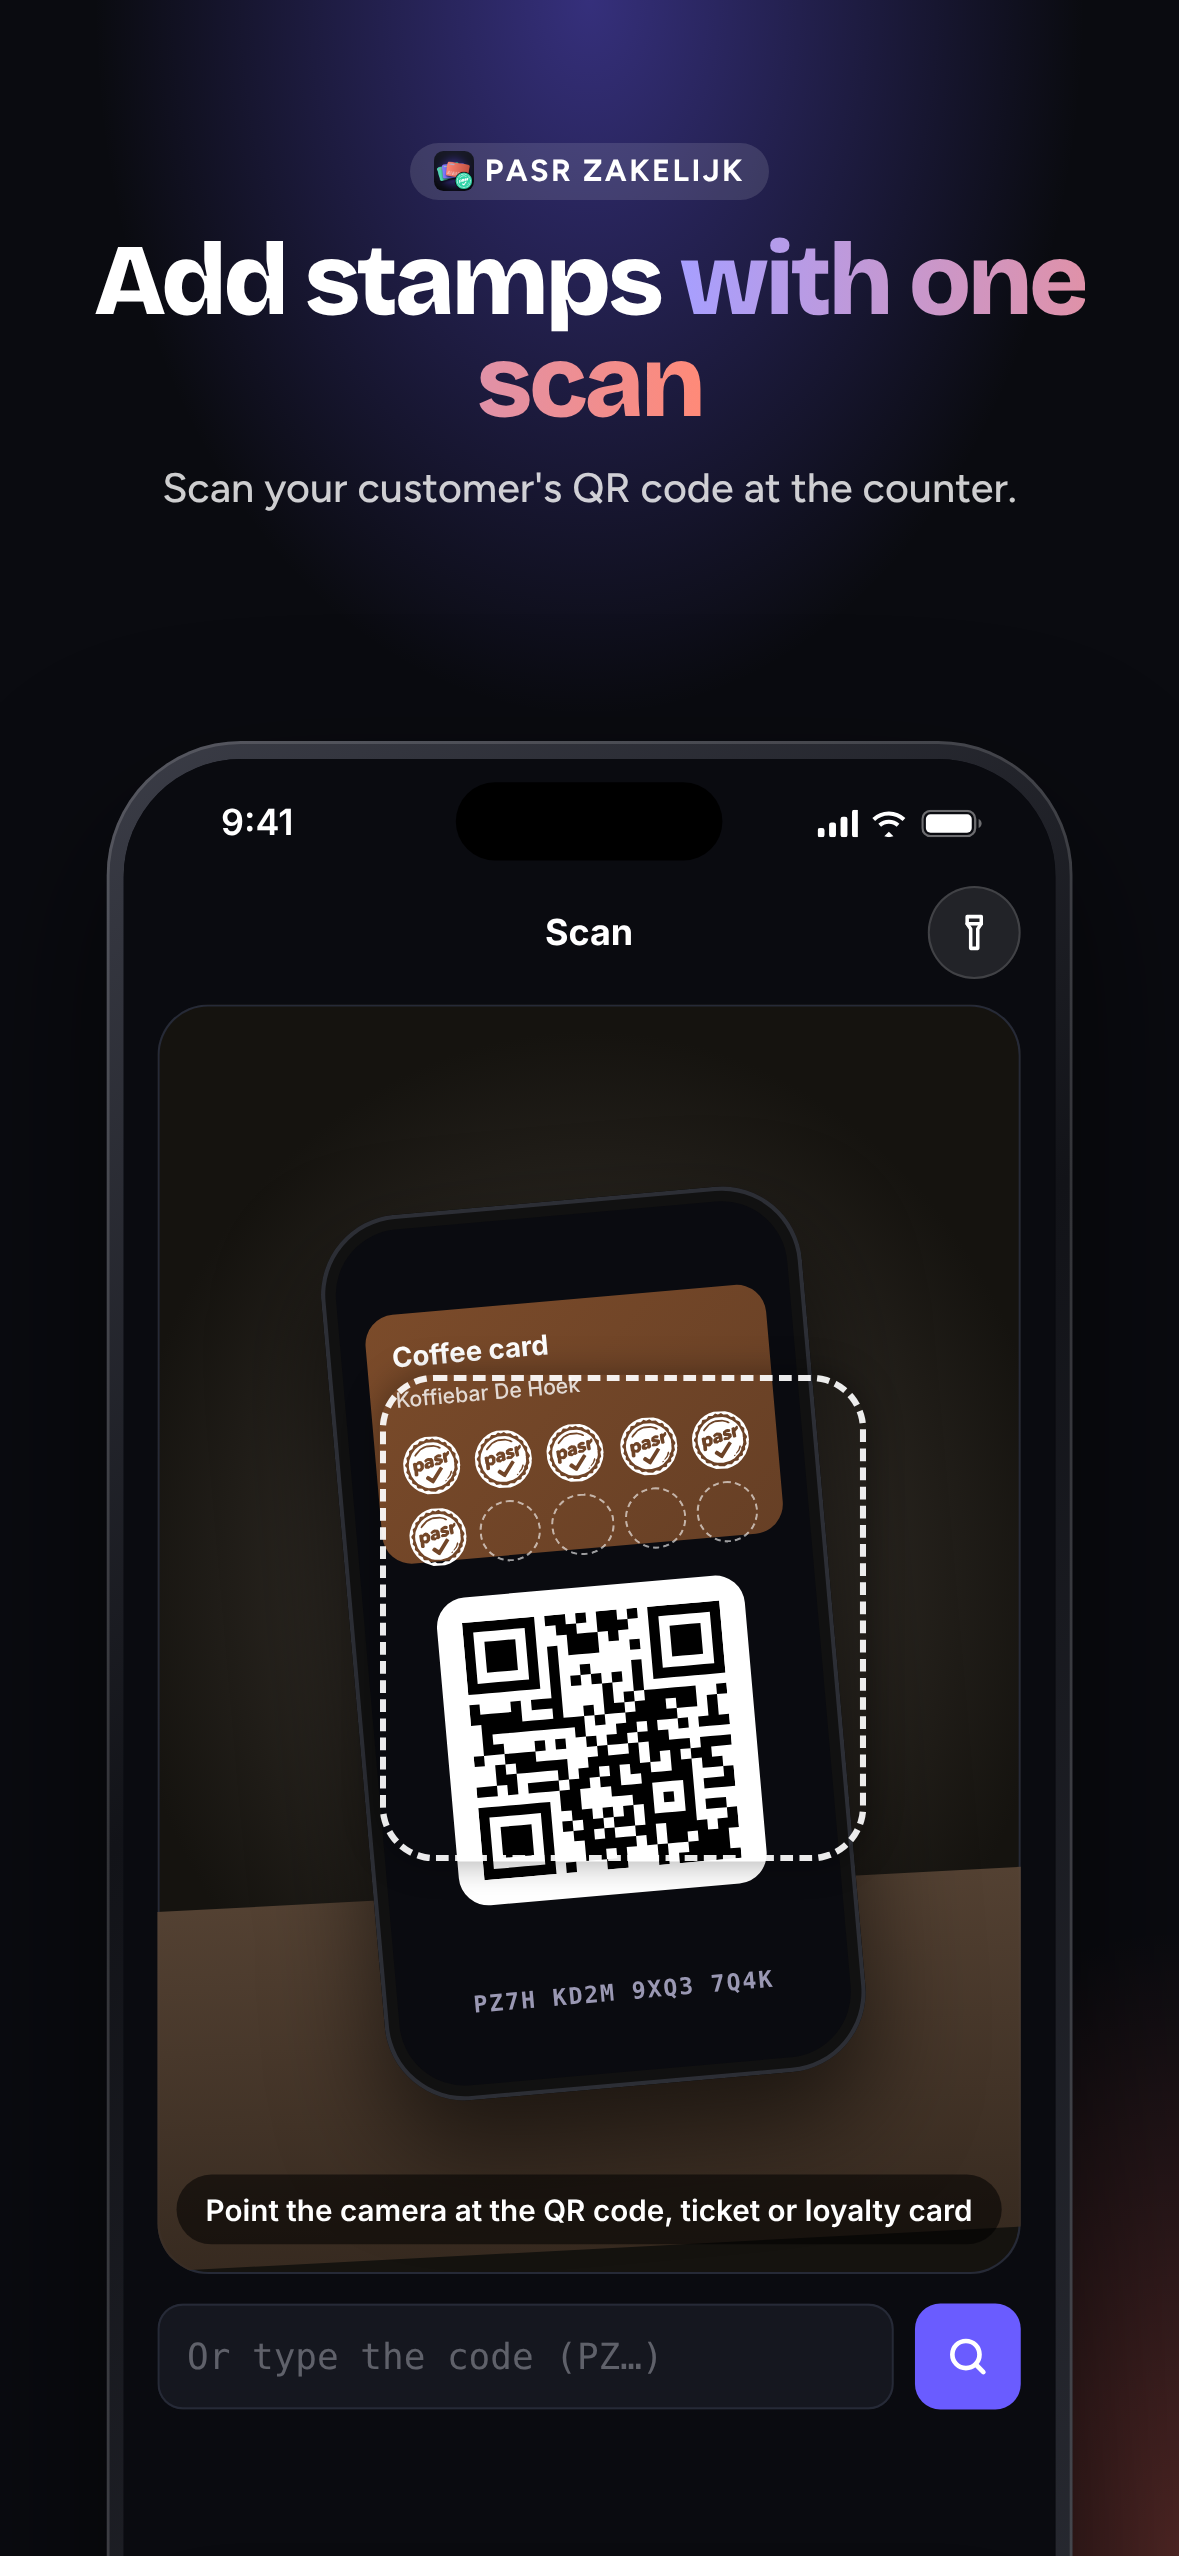 PASR ZAKELIJK
Add stamps with one
scan
Scan your customer's QR code at the counter.
9:41
Scan
Coffee card
Koffiebar De Hoek
pasr pasr pasr pasr pasr
pasr
PZ7H KD2M 9XQ3 7Q4K
Point the camera at the QR code, ticket or loyalty card
Or type the code (PZ…)